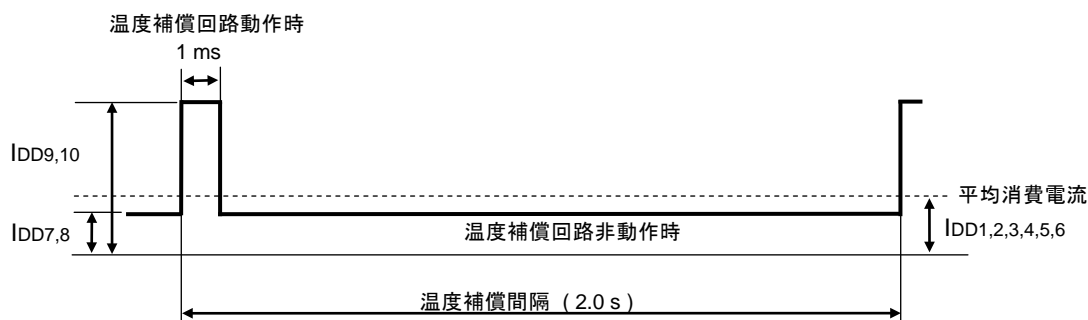 温度補償回路動作時
1 ms
IDD9,10
平均消費電流
IDD7,8
温度補償回路非動作時
IDD1,2,3,4,5,6
温度補償間隔 ( 2.0 s )